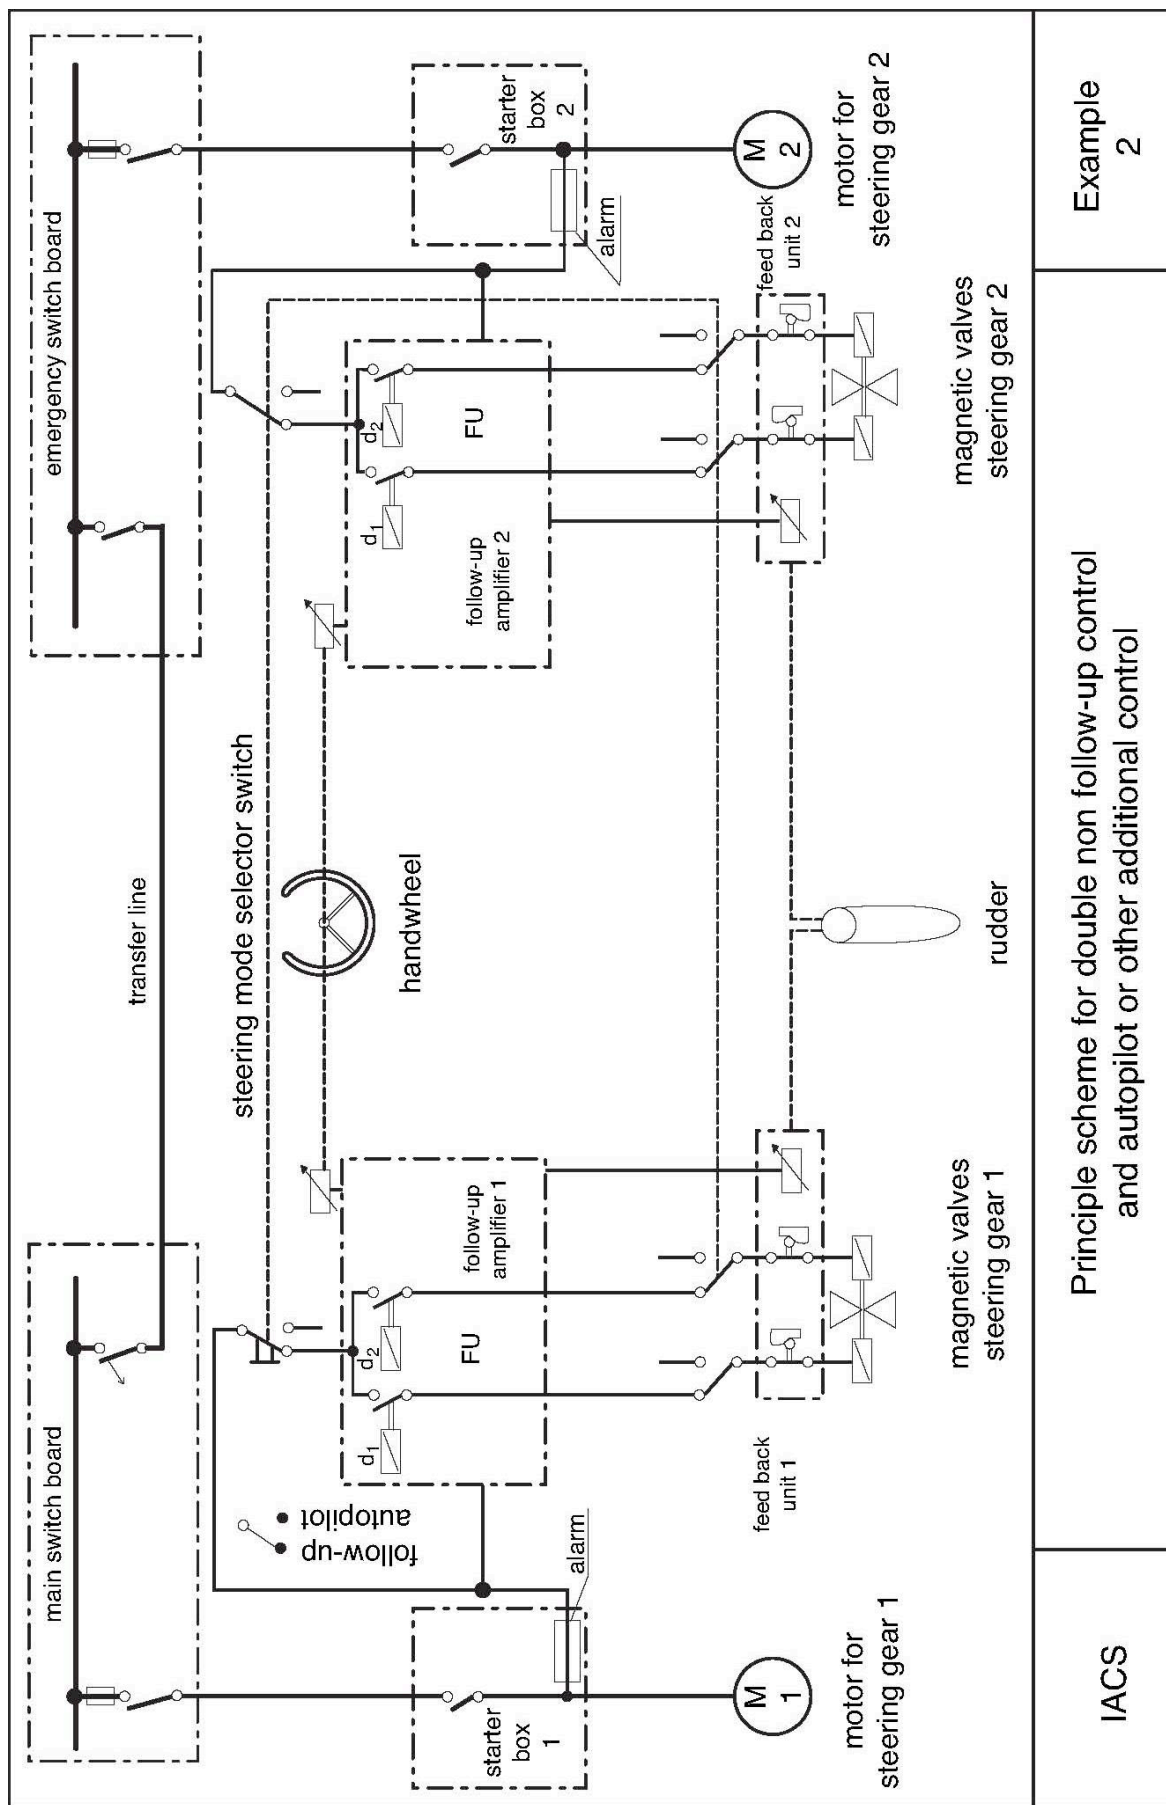 main switch board
emergency switch board
transfer line
steering mode selector switch
follow-up
autopilot
handwheel
starter
box
1
alarm
starter
box
2
alarm
d1
d2
FU
follow-up
amplifier 1
d1
d2
FU
follow-up
amplifier 2
M
1
motor for
steering gear 1
feed back
unit 1
magnetic valves
steering gear 1
rudder
feed back
unit 2
magnetic valves
steering gear 2
M
2
motor for
steering gear 2
IACS
Principle scheme for double non follow-up control
and autopilot or other additional control
Example
2